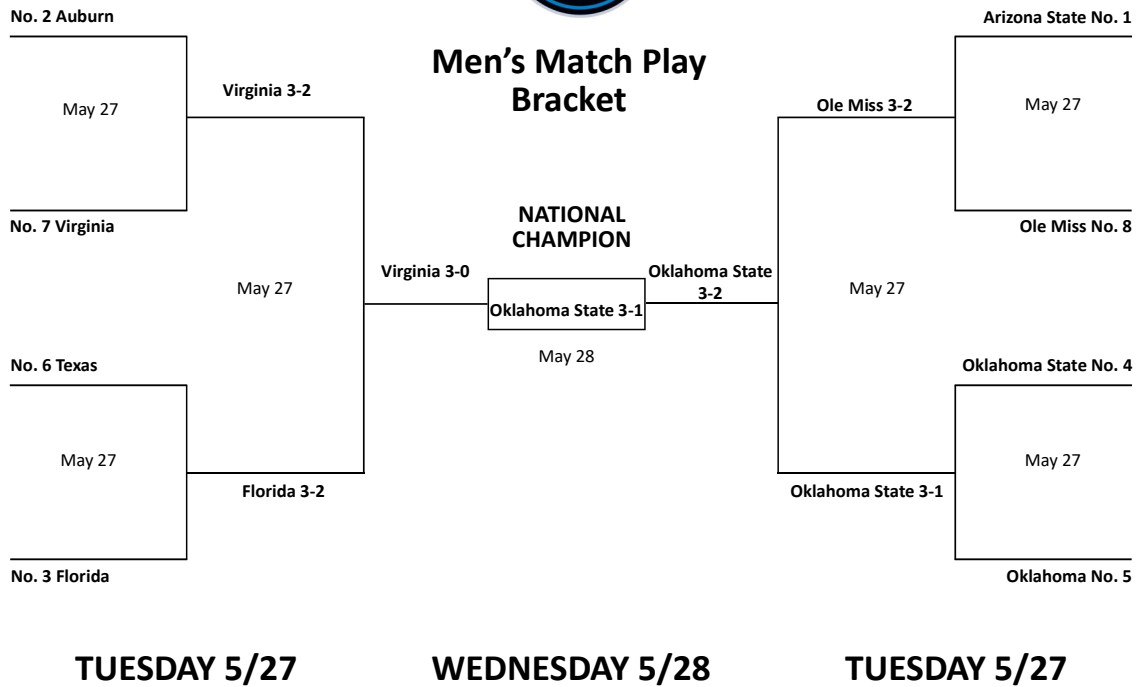 No. 2 Auburn
Arizona State No. 1
Men's Match Play
Bracket
Virginia 3-2
Ole Miss 3-2
May 27
May 27
No. 7 Virginia
Ole Miss No. 8
NATIONAL
CHAMPION
Virginia 3-0
Oklahoma State
3-2
May 27
May 27
Oklahoma State 3-1
May 28
No. 6 Texas
Oklahoma State No. 4
May 27
May 27
Florida 3-2
Oklahoma State 3-1
No. 3 Florida
Oklahoma No. 5
TUESDAY 5/27
WEDNESDAY 5/28
TUESDAY 5/27